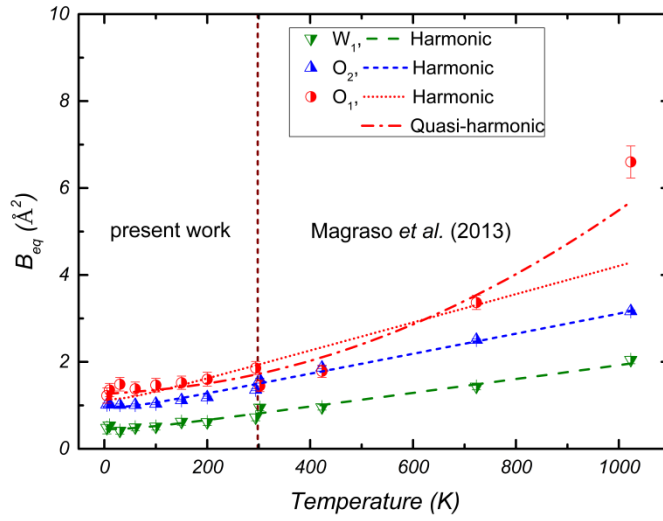 10
8
6
4
2
0
B_eq (Å²)
W₁, Harmonic
O₂, Harmonic
O₁, Harmonic
Quasi-harmonic
present work
Magraso et al. (2013)
0 200 400 600 800 1000
Temperature (K)